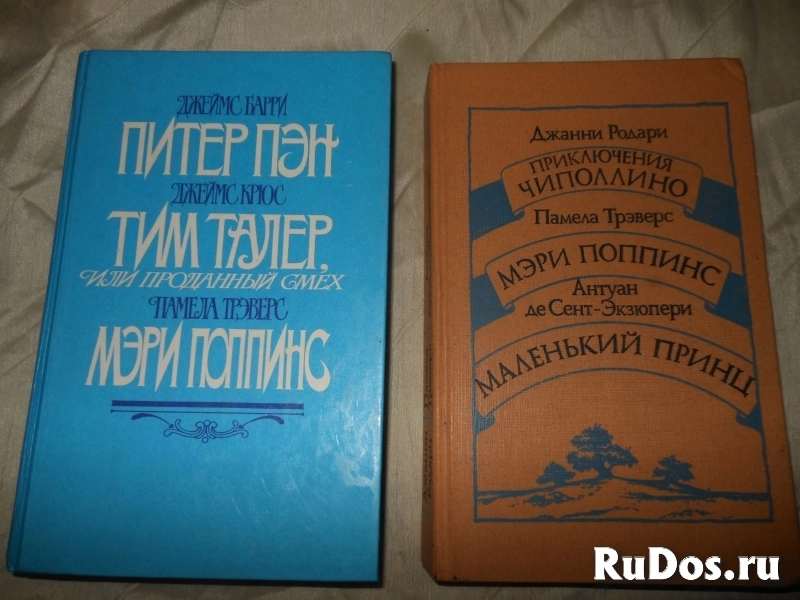 ДЖЕЙМС БАРРИ
ПИТЕР ПЭН
ДЖЕЙМС КРЮС
ТИМ ТАЛЕР,
ИЛИ ПРОДАННЫЙ СМЕХ
ПАМЕЛА ТРЭВЕРС
МЭРИ ПОППИНС
Джанни Родари
ПРИКЛЮЧЕНИЯ
ЧИПОЛЛИНО
Памела Трэверс
МЭРИ ПОППИНС
Антуан
де Сент-Экзюпери
МАЛЕНЬКИЙ ПРИНЦ
RuDos.ru